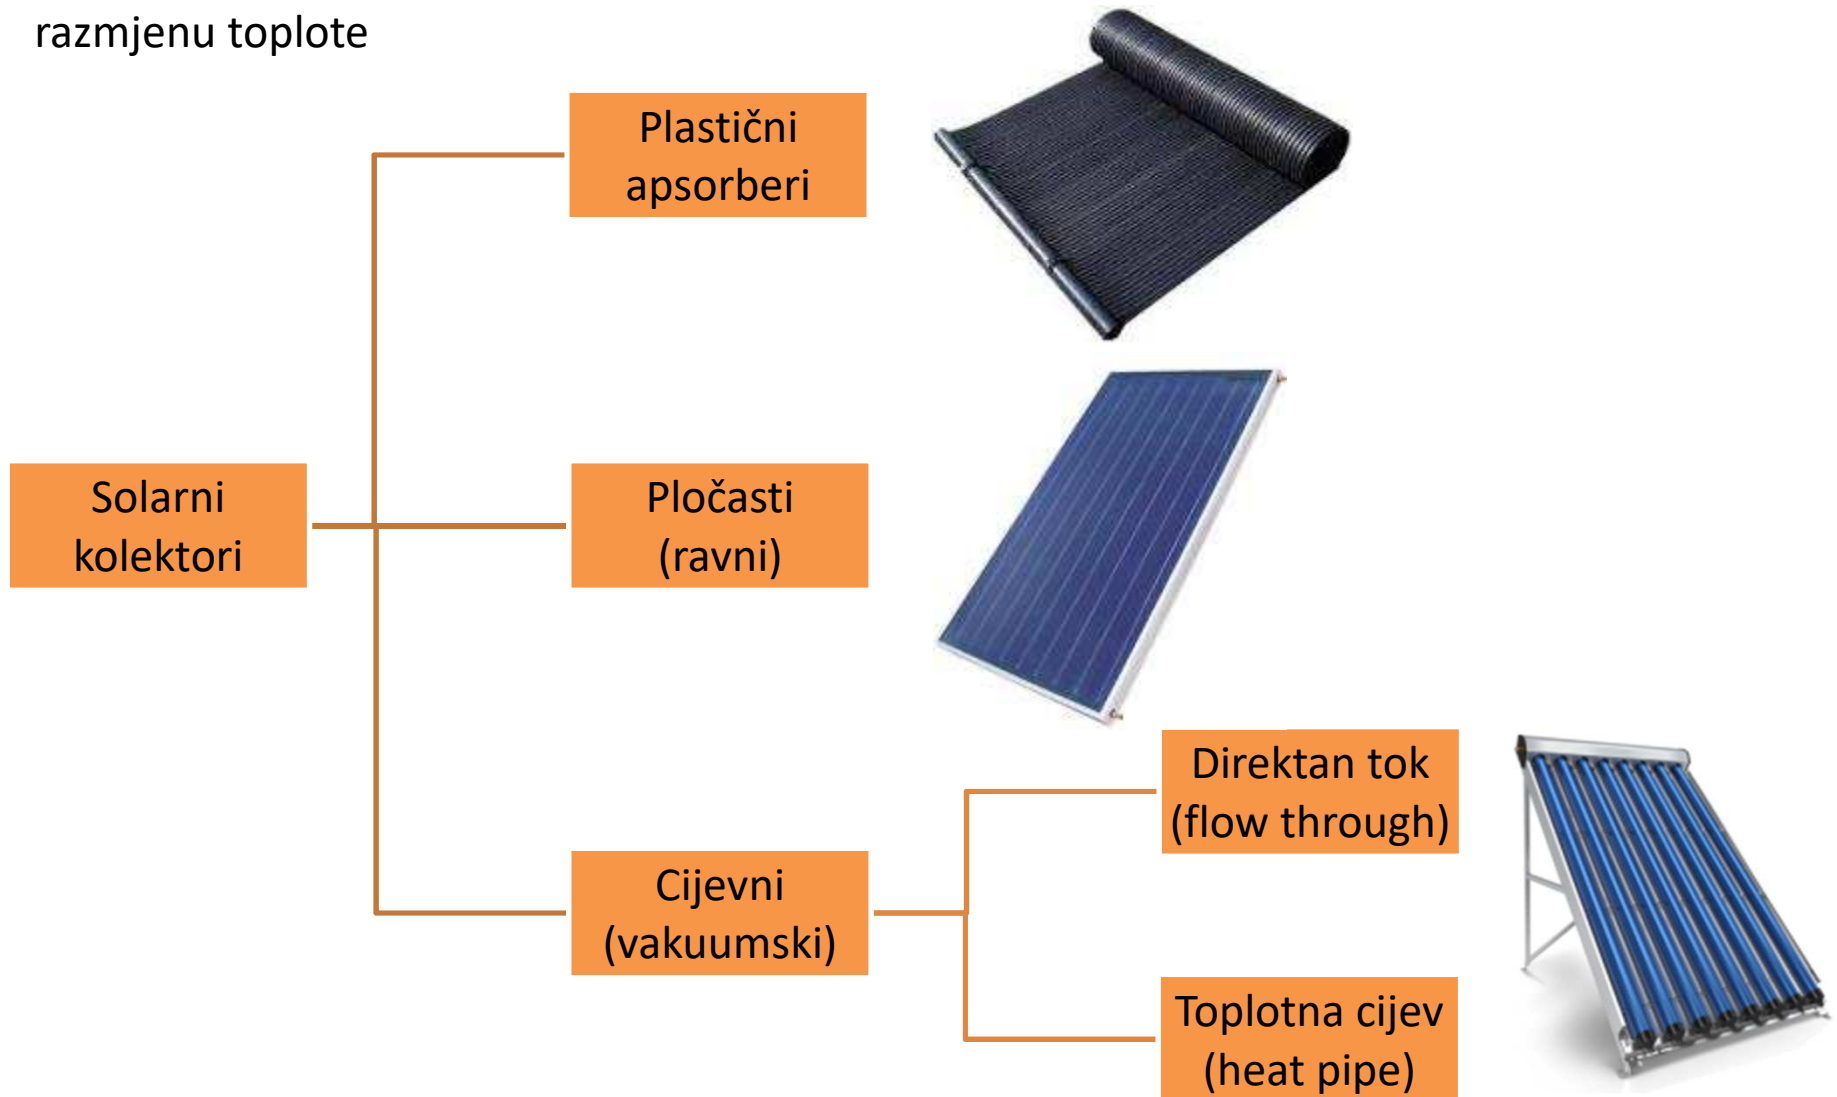 razmjenu toplote
Plastični
apsorberi
Solarni
kolektori
Pločasti
(ravni)
Cijevni
(vakuumski)
Direktan tok
(flow through)
Toplotna cijev
(heat pipe)